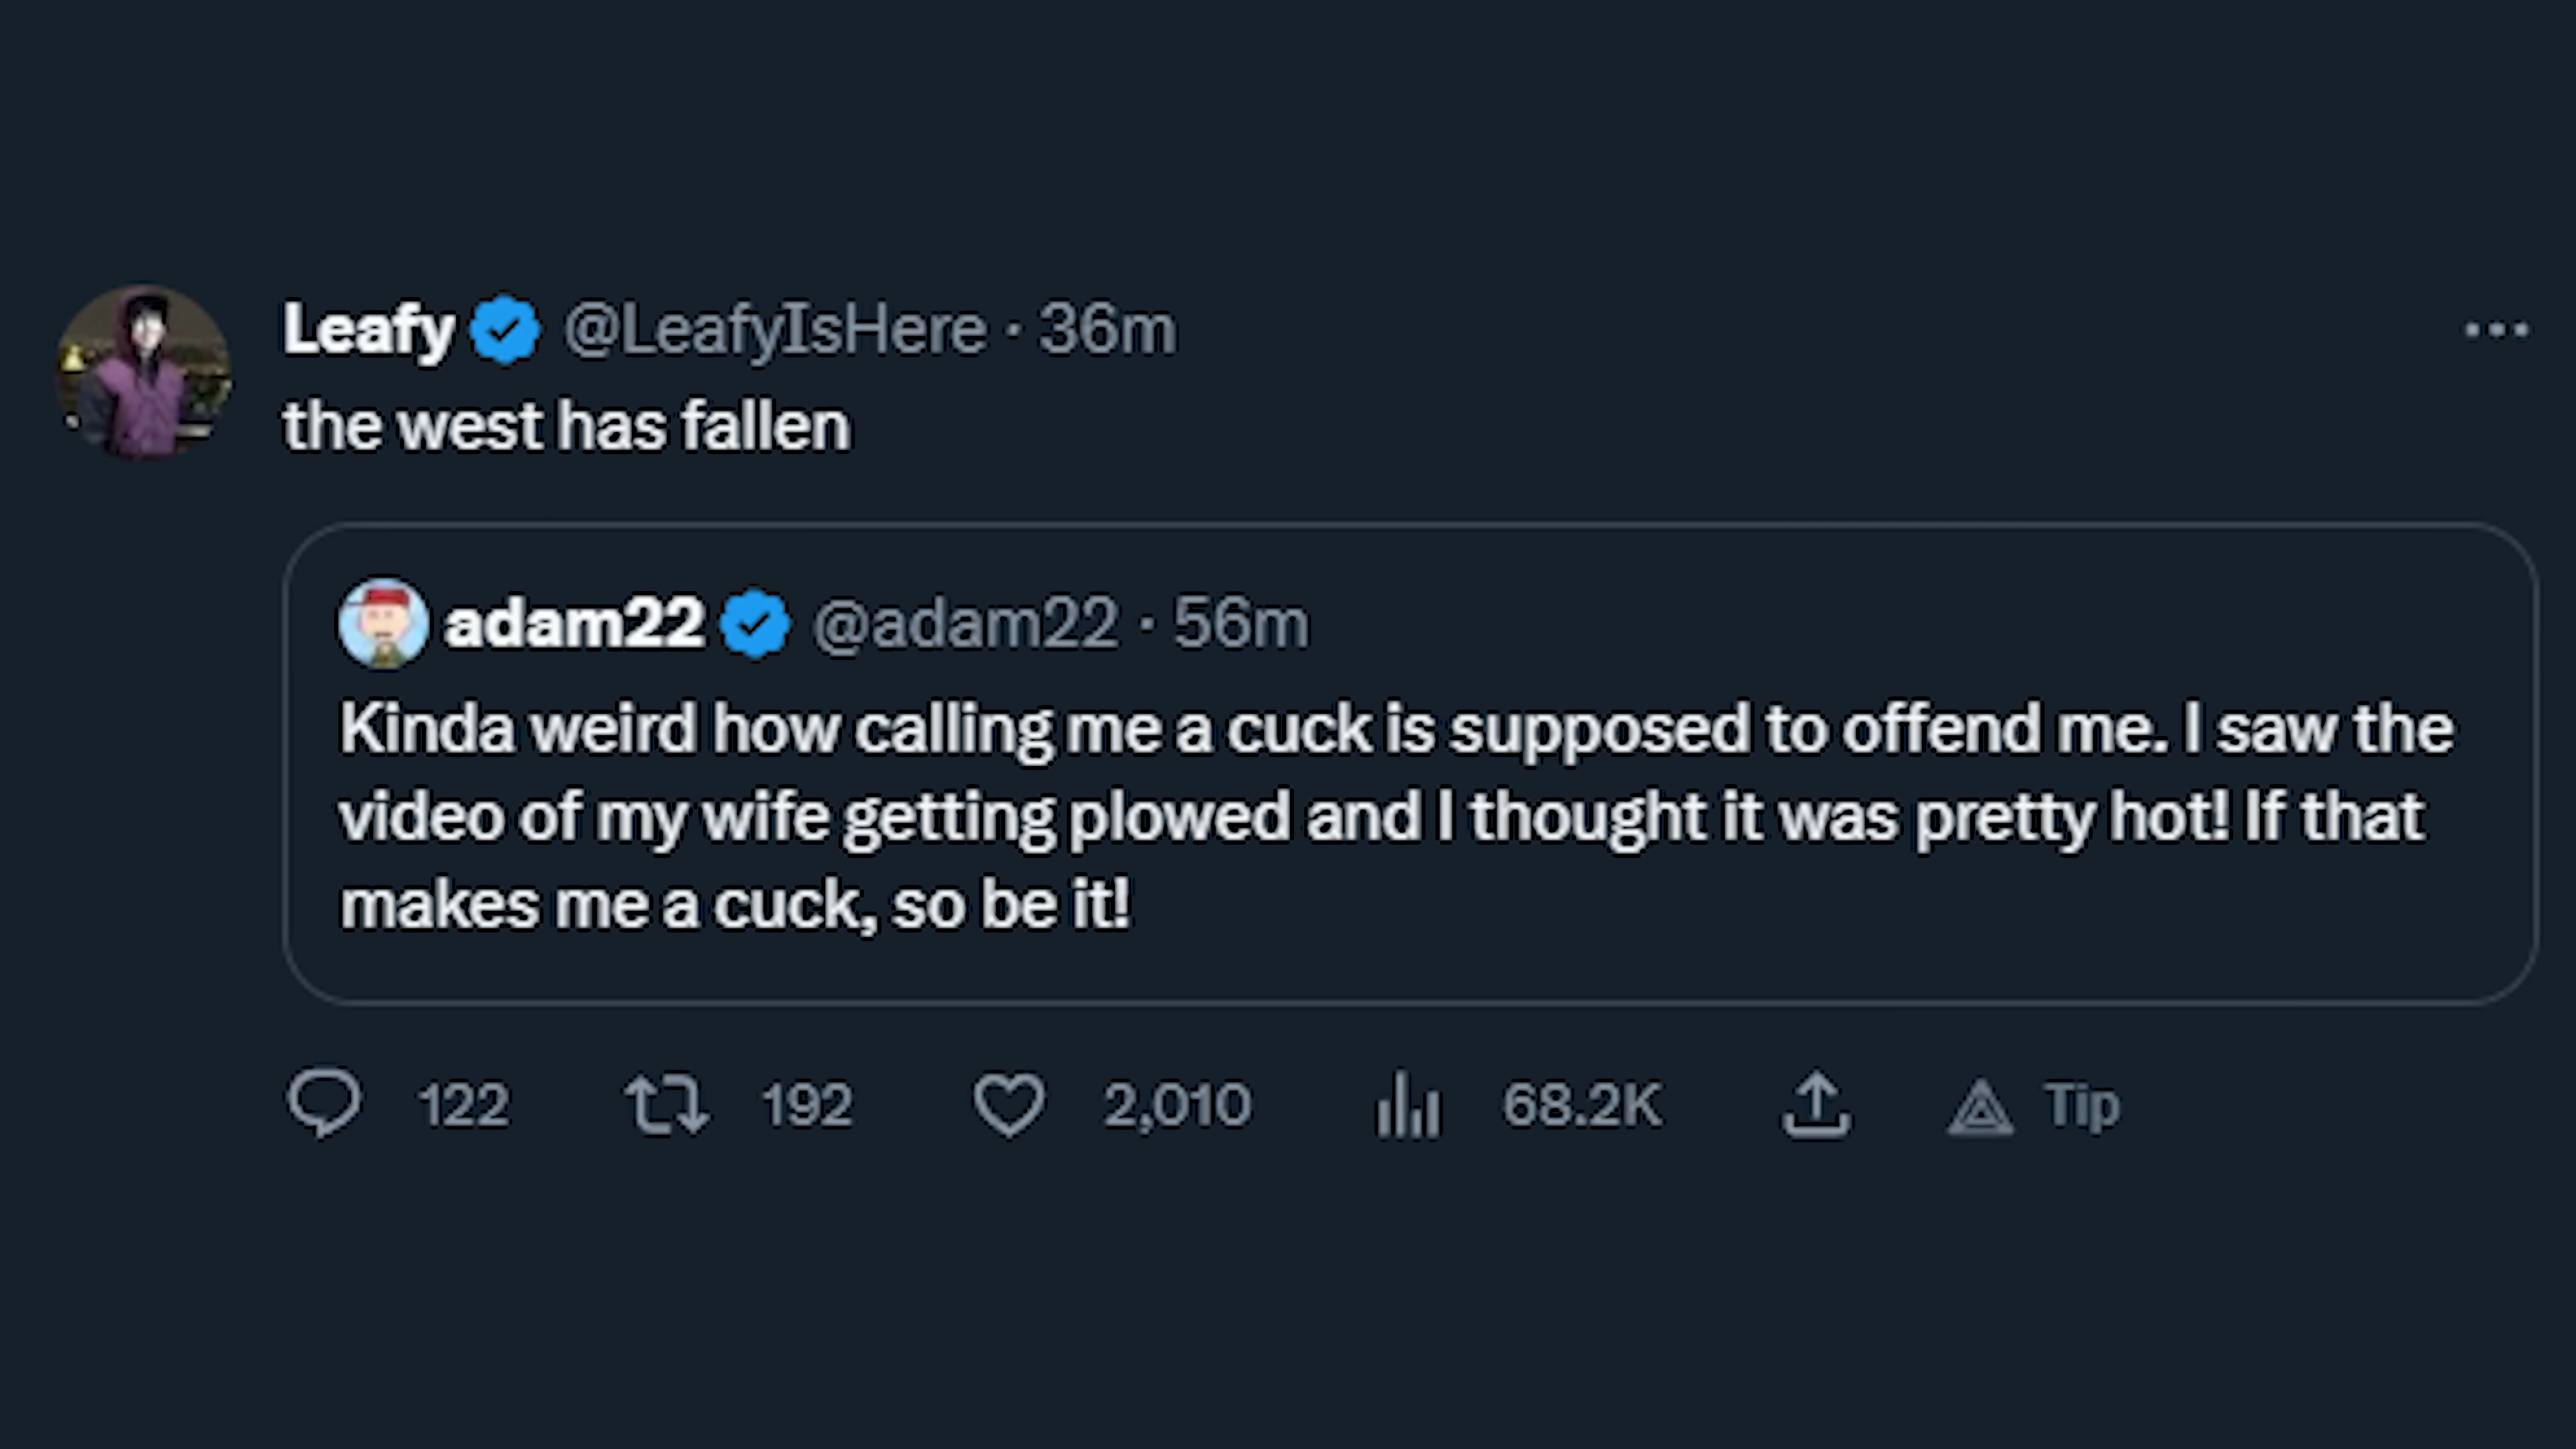 Leafy @LeafyIsHere · 36m
the west has fallen
adam22 @adam22 · 56m
Kinda weird how calling me a cuck is supposed to offend me. I saw the
video of my wife getting plowed and I thought it was pretty hot! If that
makes me a cuck, so be it!
122 192 2,010 68.2K Tip